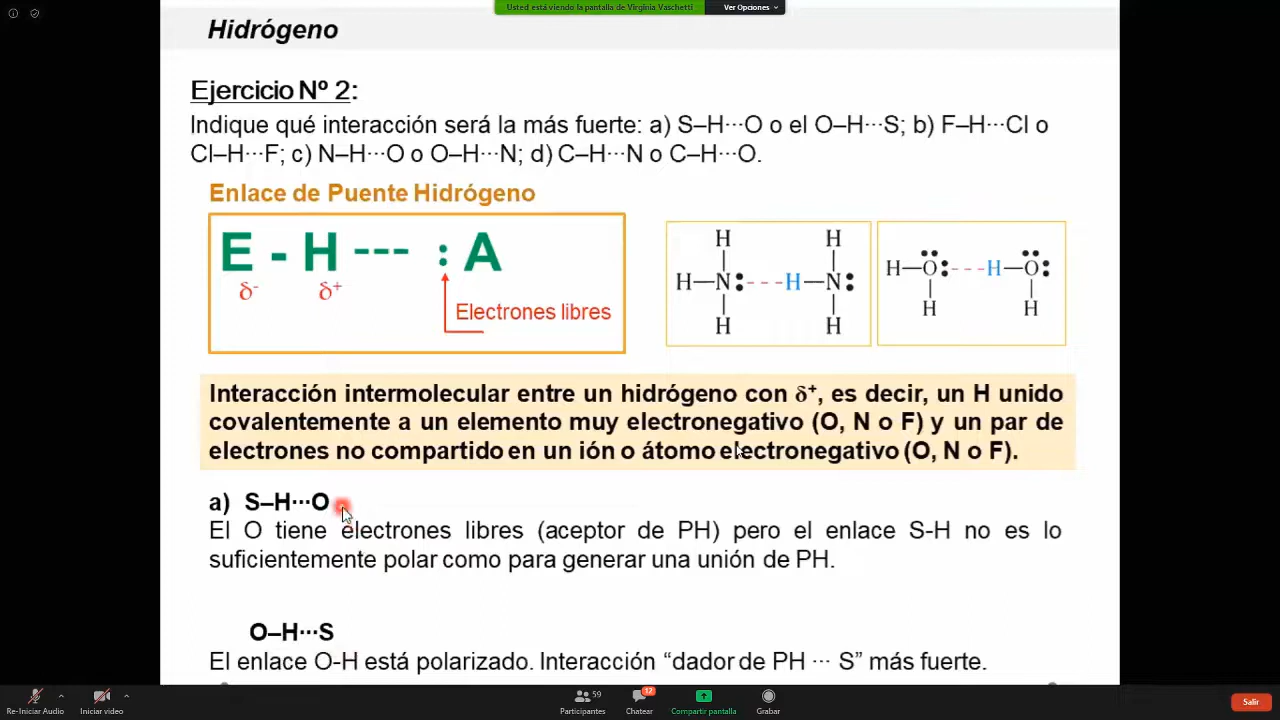 Usted está viendo la pantalla de Virginia Vaschetti
Ver Opciones
Hidrógeno
Ejercicio Nº 2:
Indique qué interacción será la más fuerte: a) S–H···O o el O–H···S; b) F–H···Cl o
Cl–H···F; c) N–H···O o O–H···N; d) C–H···N o C–H···O.
Enlace de Puente Hidrógeno
E - H --- :A
δ- δ+
Electrones libres
H H
H—N:---H—N:
H H
H—O:---H—O:
H H
Interacción intermolecular entre un hidrógeno con δ+, es decir, un H unido
covalentemente a un elemento muy electronegativo (O, N o F) y un par de
electrones no compartido en un ión o átomo electronegativo (O, N o F).
a) S–H···O
El O tiene electrones libres (aceptor de PH) pero el enlace S-H no es lo
suficientemente polar como para generar una unión de PH.
O–H···S
El enlace O-H está polarizado. Interacción “dador de PH ··· S” más fuerte.
Re-Iniciar Audio
Iniciar video
59
Participantes
12
Chatear
Compartir pantalla
Grabar
Salir